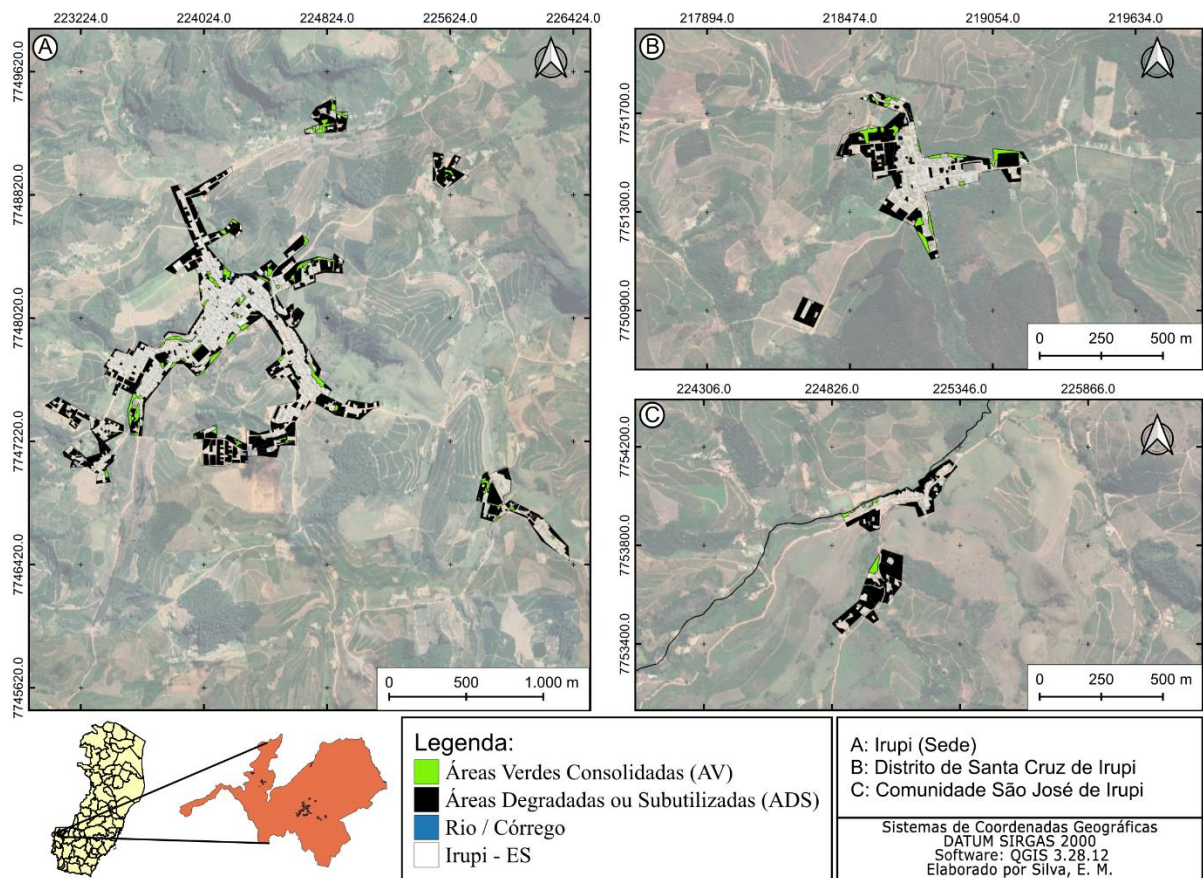 223224.0 224024.0 224824.0 225624.0 226424.0
A
7749620.0
7748820.0
7748020.0
7747220.0
7746420.0
7745620.0
0 500 1.000 m
217894.0 218474.0 219054.0 219634.0
B
7751700.0
7751300.0
7750900.0
0 250 500 m
224306.0 224826.0 225346.0 225866.0
C
7754200.0
7753800.0
7753400.0
0 250 500 m
Legenda:
Áreas Verdes Consolidadas (AV)
Áreas Degradadas ou Subutilizadas (ADS)
Rio / Córrego
Irupi - ES
A: Irupi (Sede)
B: Distrito de Santa Cruz de Irupi
C: Comunidade São José de Irupi
Sistemas de Coordenadas Geográficas
DATUM SIRGAS 2000
Software: QGIS 3.28.12
Elaborado por Silva, E. M.